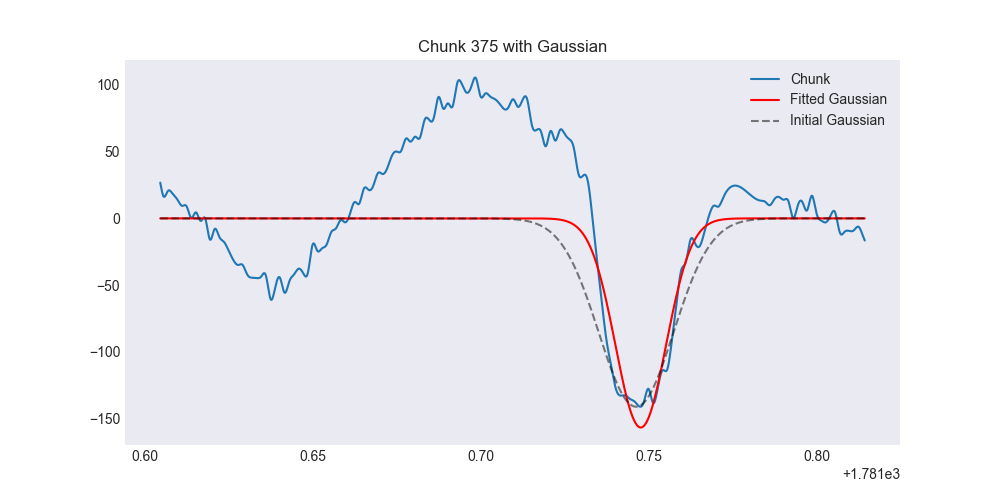 Chunk 375 with Gaussian
Chunk
Fitted Gaussian
Initial Gaussian
100
50
0
−50
−100
−150
0.60 0.65 0.70 0.75 0.80
+1.781e3